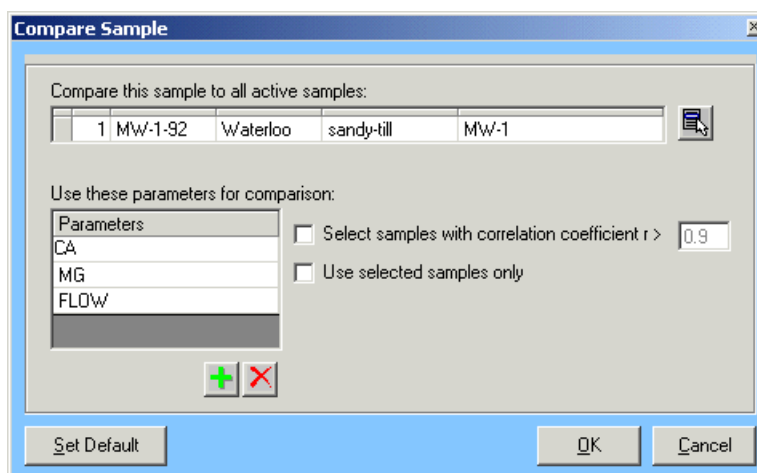 Compare Sample
Compare this sample to all active samples:
1 MW-1-92 Waterloo sandy-till MW-1
Use these parameters for comparison:
Parameters
CA
MG
FLOW
Select samples with correlation coefficient r > 0.9
Use selected samples only
Set Default OK Cancel